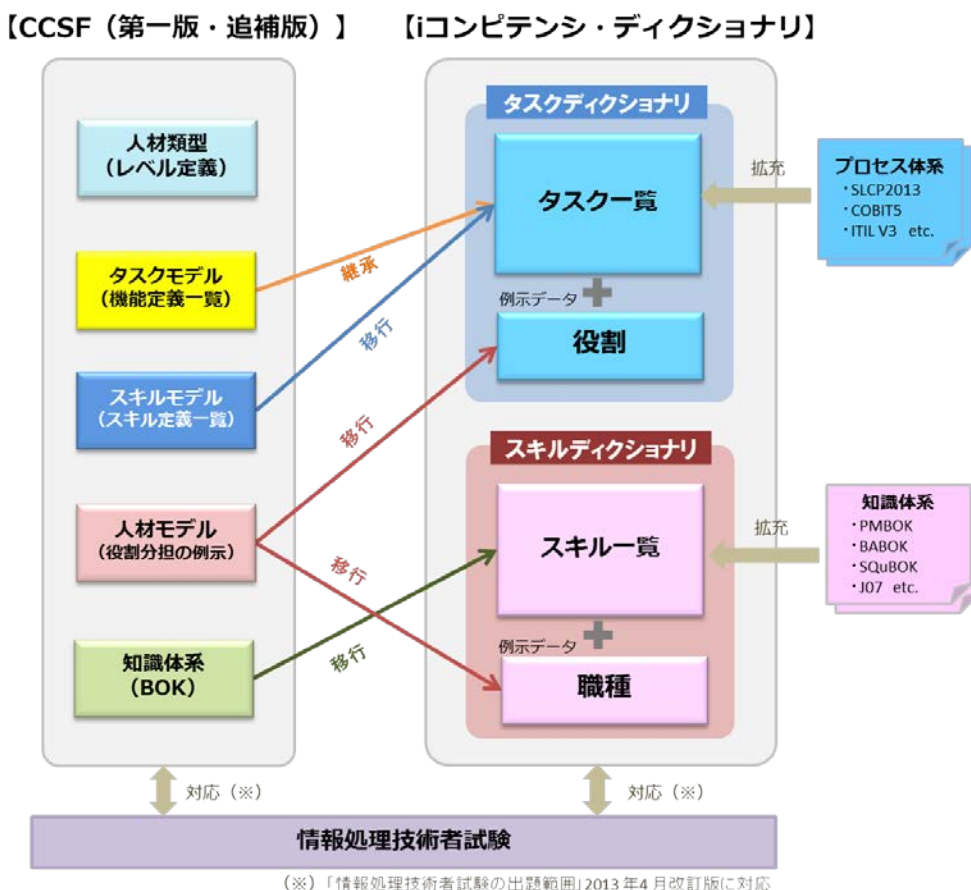 【CCSF（第一版・追補版）】
【iコンピテンシ・ディクショナリ】
人材類型
（レベル定義）
タスクモデル
（機能定義一覧）
スキルモデル
（スキル定義一覧）
人材モデル
（役割分担の例示）
知識体系
（BOK）
継承
移行
移行
移行
移行
タスクディクショナリ
タスク一覧
例示データ
役割
スキルディクショナリ
スキル一覧
例示データ
職種
拡充
プロセス体系
・SLCP2013
・COBIT5
・ITIL V3 etc.
拡充
知識体系
・PMBOK
・BABOK
・SQuBOK
・J07 etc.
対応（※）
対応（※）
情報処理技術者試験
（※）「情報処理技術者試験の出題範囲」2013年4月改訂版に対応